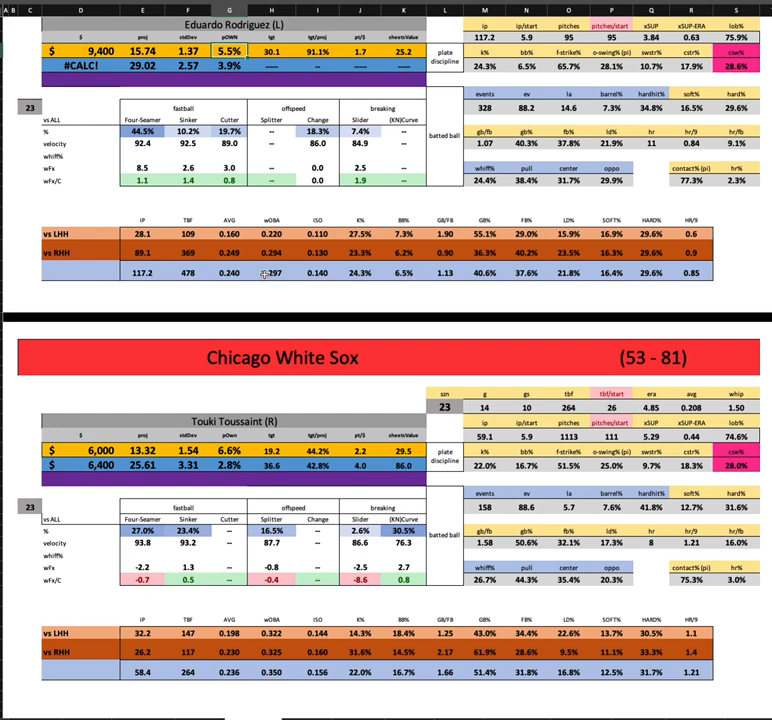 A B C D E F G H I J K L M N O P Q R S
Eduardo Rodriguez (L) ip ip/start pitches pitches/start xSUP xSUP-ERA lob%
$ proj stdDev pOWN tgt tgt/proj pt/$ sheetsValue 117.2 5.9 95 95 3.84 0.63 75.9%
$ 9,400 15.74 1.37 5.5% 30.1 91.1% 1.7 25.2 plate discipline k% bb% f-strike% o-swing% (pi) swstr% cstr% csw%
#CALC! 29.02 2.57 3.9% ----- -- ----- -- 24.3% 6.5% 65.7% 28.1% 10.7% 17.9% 28.6%
events ev la barrel% hardhit% soft% hard%
23 fastball offspeed breaking 328 88.2 14.6 7.3% 34.8% 16.5% 29.6%
vs ALL Four-Seamer Sinker Cutter Splitter Change Slider (KN)Curve
% 44.5% 10.2% 19.7% -- 18.3% 7.4% -- batted ball gb/fb gb% fb% ld% hr hr/9 hr/fb
velocity 92.4 92.5 89.0 -- 86.0 84.9 -- 1.07 40.3% 37.8% 21.9% 11 0.84 9.1%
whiff%
wFx 8.5 2.6 3.0 0.0 2.5 whiff% pull center oppo contact% (pi) hr%
wFx/C 1.1 1.4 0.8 -- 0.0 1.9 -- 24.4% 38.4% 31.7% 29.9% 77.3% 2.3%
IP TBF AVG wOBA ISO K% BB% GB/FB GB% FB% LD% SOFT% HARD% HR/9
vs LHH 28.1 109 0.160 0.220 0.110 27.5% 7.3% 1.90 55.1% 29.0% 15.9% 16.9% 29.6% 0.6
vs RHH 89.1 369 0.249 0.294 0.130 23.3% 6.2% 0.90 36.3% 40.2% 23.5% 16.3% 29.6% 0.9
117.2 478 0.240 297 0.140 24.3% 6.5% 1.13 40.6% 37.6% 21.8% 16.4% 29.6% 0.85
Chicago White Sox (53 - 81)
szn g gs tbf tbf/start era avg whip
23 14 10 264 26 4.85 0.208 1.50
Touki Toussaint (R) ip ip/start pitches pitches/start xSUP xSUP-ERA lob%
$ proj stdDev pOwn tgt tgt/proj pt/$ sheetsValue 59.1 5.9 1113 111 5.29 0.44 74.6%
$ 6,000 13.32 1.54 6.6% 19.2 44.2% 2.2 29.5 plate discipline k% bb% f-strike% o-swing% (pi) swstr% cstr% csw%
$ 6,400 25.61 3.31 2.8% 36.6 42.8% 4.0 86.0 22.0% 16.7% 51.5% 25.0% 9.7% 18.3% 28.0%
events ev la barrel% hardhit% soft% hard%
23 fastball offspeed breaking 158 88.6 5.7 7.6% 41.8% 12.7% 31.6%
vs ALL Four-Seamer Sinker Cutter Splitter Change Slider (KN)Curve
% 27.0% 23.4% -- 16.5% -- 2.6% 30.5% batted ball gb/fb gb% fb% ld% hr hr/9 hr/fb
velocity 93.8 93.2 -- 87.7 -- 86.6 76.3 1.58 50.6% 32.1% 17.3% 8 1.21 16.0%
whiff%
wFx -2.2 1.3 -0.8 -2.5 2.7 whiff% pull center oppo contact% (pi) hr%
wFx/C -0.7 0.5 -- -0.4 -- -8.6 0.8 26.7% 44.3% 35.4% 20.3% 75.3% 3.0%
IP TBF AVG wOBA ISO K% BB% GB/FB GB% FB% LD% SOFT% HARD% HR/9
vs LHH 32.2 147 0.198 0.322 0.144 14.3% 18.4% 1.25 43.0% 34.4% 22.6% 13.7% 30.5% 1.1
vs RHH 26.2 117 0.230 0.325 0.160 31.6% 14.5% 2.17 61.9% 28.6% 9.5% 11.1% 33.3% 1.4
58.4 264 0.236 0.350 0.156 22.0% 16.7% 1.66 51.4% 31.8% 16.8% 12.5% 31.7% 1.21